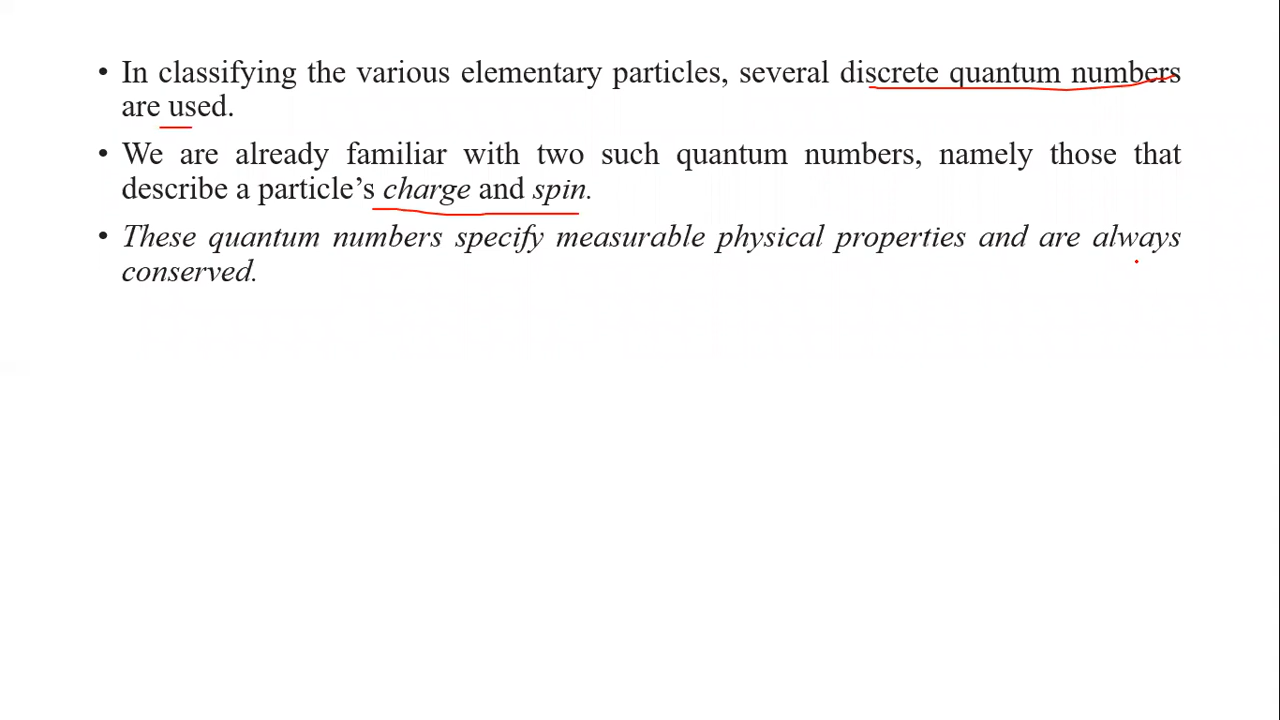 • In classifying the various elementary particles, several discrete quantum numbers
are used.
• We are already familiar with two such quantum numbers, namely those that
describe a particle’s charge and spin.
• These quantum numbers specify measurable physical properties and are always
conserved.